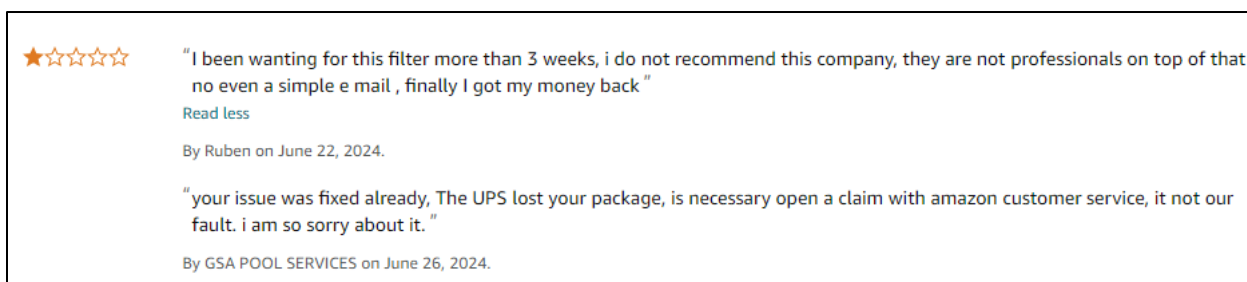 "I been wanting for this filter more than 3 weeks, i do not recommend this company, they are not professionals on top of that
no even a simple e mail , finally I got my money back "
Read less
By Ruben on June 22, 2024.
"your issue was fixed already, The UPS lost your package, is necessary open a claim with amazon customer service, it not our
fault. i am so sorry about it. "
By GSA POOL SERVICES on June 26, 2024.